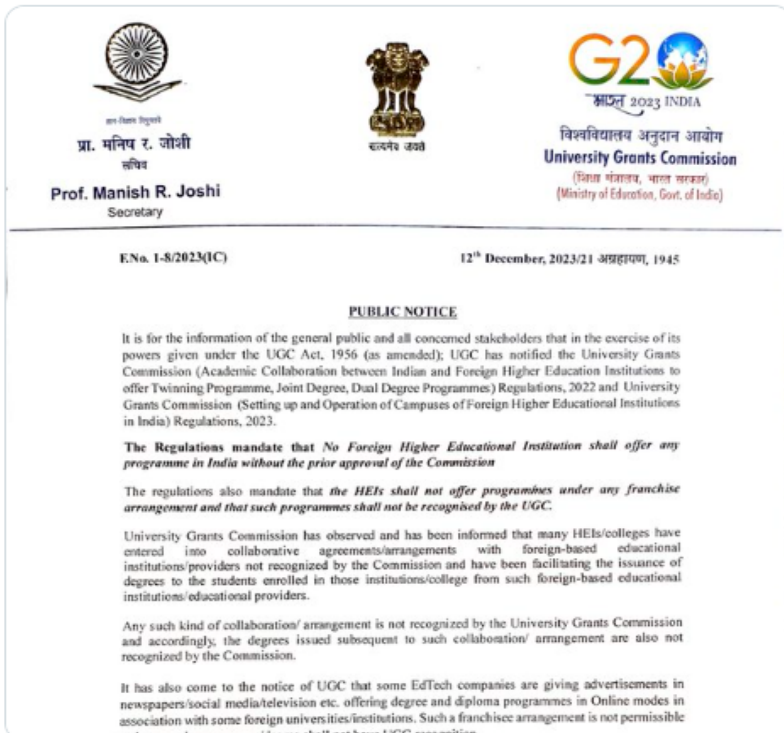 प्रा. मनिष र. जोशी
सचिव
Prof. Manish R. Joshi
Secretary
सत्यमेव जयते
G20
भारत 2023 INDIA
विश्वविद्यालय अनुदान आयोग
University Grants Commission
(शिक्षा मंत्रालय, भारत सरकार)
(Ministry of Education, Govt. of India)
F.No. 1-8/2023(IC)
12th December, 2023/21 अग्रहायण, 1945
PUBLIC NOTICE
It is for the information of the general public and all concerned stakeholders that in the exercise of its
powers given under the UGC Act, 1956 (as amended); UGC has notified the University Grants
Commission (Academic Collaboration between Indian and Foreign Higher Education Institutions to
offer Twinning Programme, Joint Degree, Dual Degree Programmes) Regulations, 2022 and University
Grants Commission (Setting up and Operation of Campuses of Foreign Higher Educational Institutions
in India) Regulations, 2023.
The Regulations mandate that No Foreign Higher Educational Institution shall offer any
programme in India without the prior approval of the Commission
The regulations also mandate that the HEIs shall not offer programmes under any franchise
arrangement and that such programmes shall not be recognised by the UGC.
University Grants Commission has observed and has been informed that many HEIs/colleges have
entered into collaborative agreements/arrangements with foreign-based educational
institutions/providers not recognized by the Commission and have been facilitating the issuance of
degrees to the students enrolled in those institutions/college from such foreign-based educational
institutions/educational providers.
Any such kind of collaboration/ arrangement is not recognized by the University Grants Commission
and accordingly, the degrees issued subsequent to such collaboration/ arrangement are also not
recognized by the Commission.
It has also come to the notice of UGC that some EdTech companies are giving advertisements in
newspapers/social media/television etc. offering degree and diploma programmes in Online modes in
association with some foreign universities/institutions. Such a franchisee arrangement is not permissible